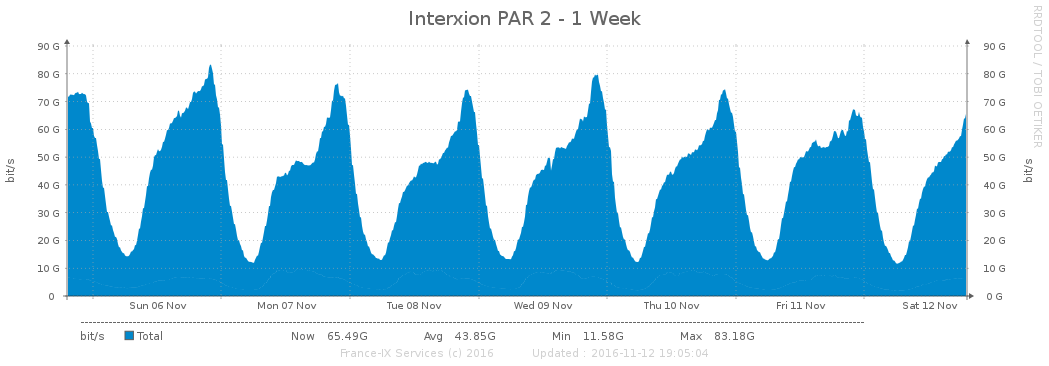 Interxion PAR 2 - 1 Week
RRDTOOL / TOBI OETIKER
90 G 90 G
80 G 80 G
70 G 70 G
60 G 60 G
50 G 50 G
40 G 40 G
30 G 30 G
20 G 20 G
10 G 10 G
0 0 G
bit/s
bit/s
Sun 06 Nov Mon 07 Nov Tue 08 Nov Wed 09 Nov Thu 10 Nov Fri 11 Nov Sat 12 Nov
bit/s Total Now 65.49G Avg 43.85G Min 11.58G Max 83.18G
France-IX Services (c) 2016 Updated : 2016-11-12 19:05:04